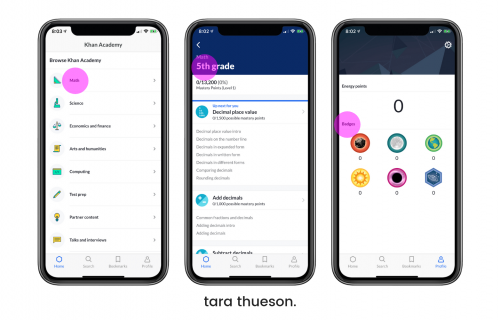 8:03
Khan Academy
Browse Khan Academy
Math
Science
Economics and finance
Arts and humanities
Computing
Test prep
Partner content
Talks and interviews
Home
Search
Bookmarks
Profile
8:02
MATH
5th grade
0/13,200 (0%)
Mastery Points (Level 1)
Up next for you
Decimal place value
0/1,500 possible mastery points
Decimal place value intro
Decimals on the number line
Decimals in expanded form
Decimals in written form
Decimals in different forms
Comparing decimals
Rounding decimals
Add decimals
0/1,000 possible mastery points
Common fractions and decimals
Adding decimals intro
Adding decimals
Subtract decimals
Home
Search
Bookmarks
Profile
8:02
Energy points
0
Badges
0
0
0
0
0
0
Home
Search
Bookmarks
Profile
tara thueson.